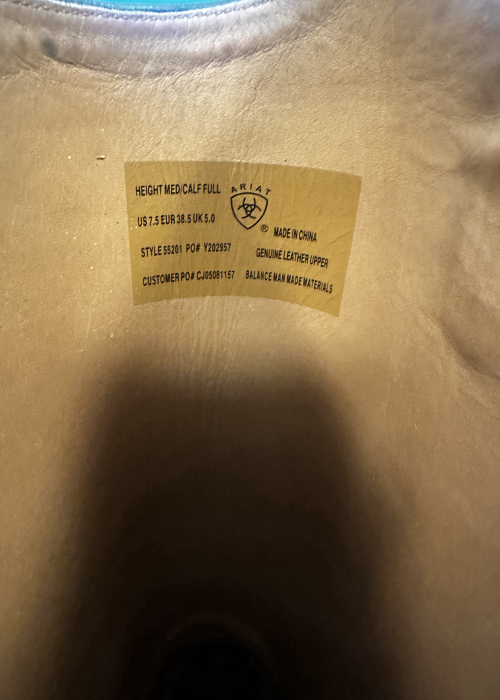 HEIGHT MED/CALF FULL
US 7.5 EUR 38.5 UK 5.0
STYLE 55201 PO# Y202957
CUSTOMER PO# CJ05081157
ARIAT
®
MADE IN CHINA
GENUINE LEATHER UPPER
BALANCE MAN MADE MATERIALS